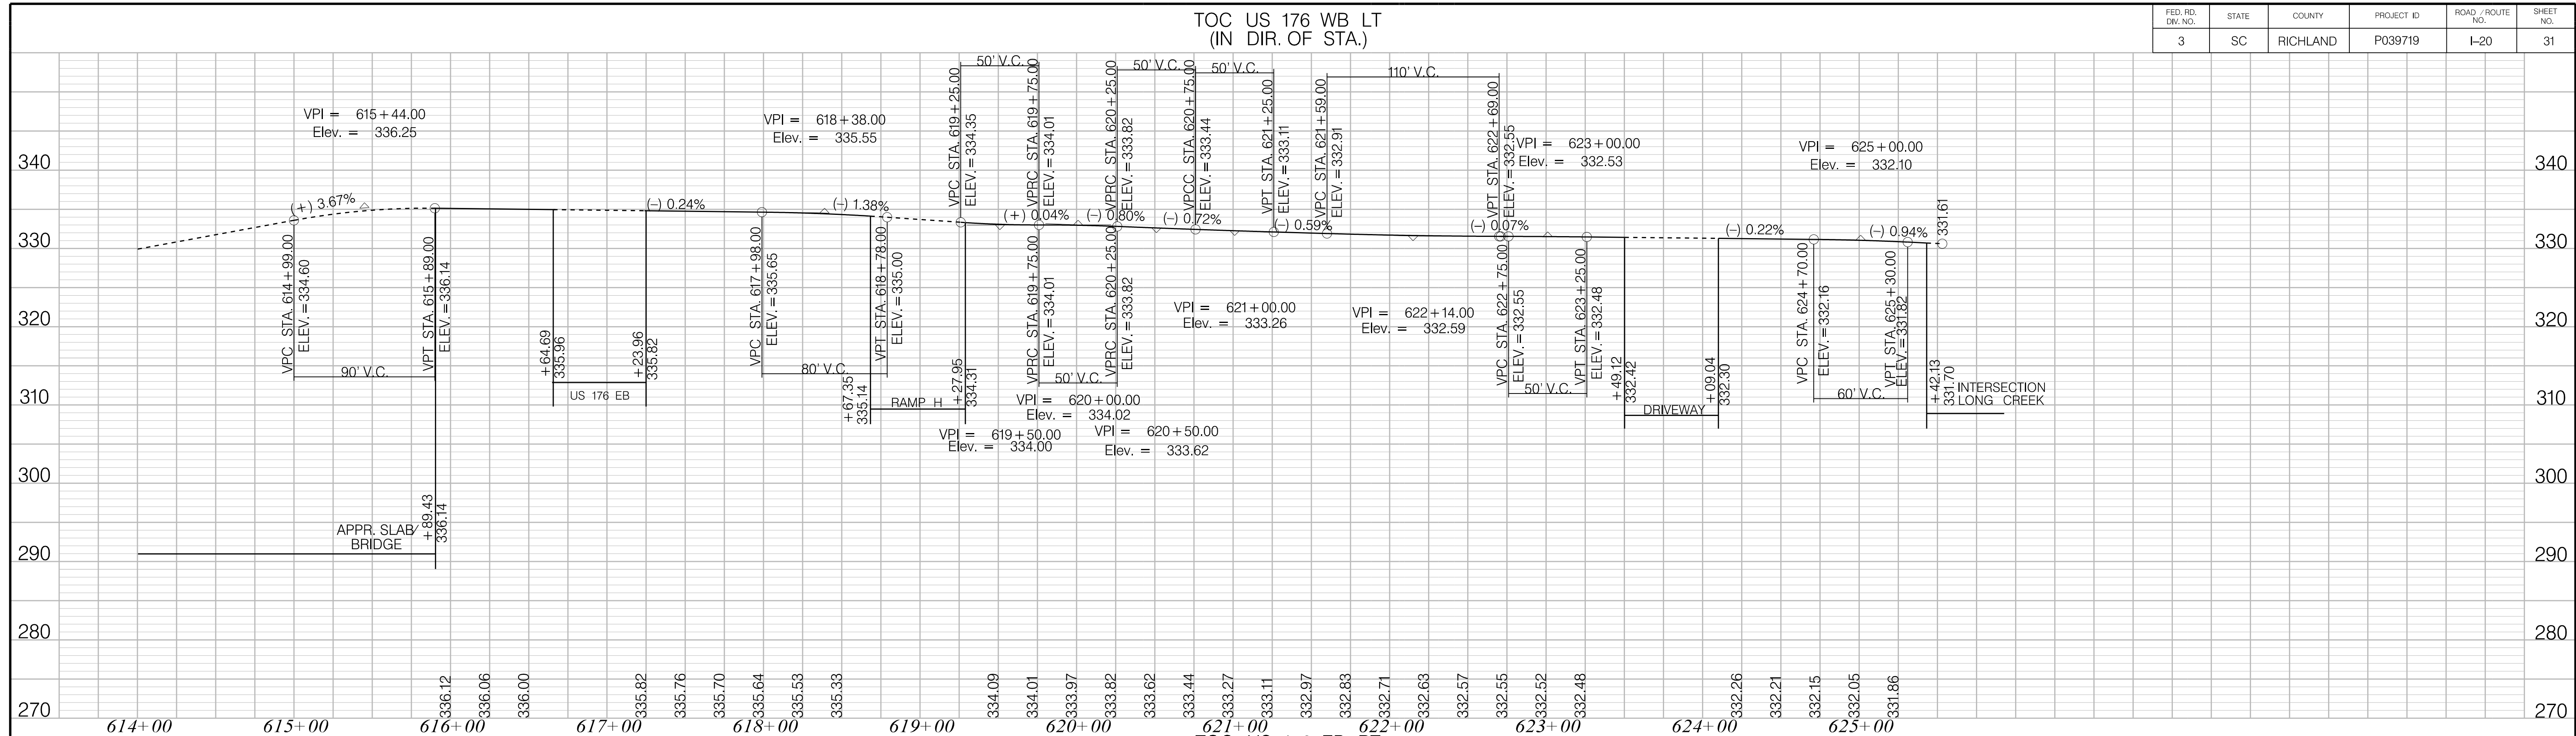 TOC US 176 WB LT
(IN DIR. OF STA.)
FED. RD. DIV. NO. STATE COUNTY PROJECT ID ROAD / ROUTE NO. SHEET NO.
3 SC RICHLAND P039719 I-20 31
VPI = 615+44.00
Elev. = 336.25
VPI = 618+38.00
Elev. = 335.55
50' V.C.
VPC STA. 619+25.00
ELEV. = 334.35
VPRC STA. 619+75.00
ELEV. = 334.01
50' V.C.
VPRC STA. 620+25.00
ELEV. = 333.82
VPCC STA. 620+75.00
ELEV. = 333.44
50' V.C.
VPT STA. 621+25.00
ELEV. = 333.11
110' V.C.
VPC STA. 621+59.00
ELEV. = 332.91
VPT STA. 622+69.00
ELEV. = 332.55
VPI = 623+00.00
Elev. = 332.53
VPI = 625+00.00
Elev. = 332.10
340 340
330 330
320 320
310 310
300 300
290 290
280 280
270 270
(+) 3.67%
(-) 0.24%
(-) 1.38%
(+) 0.04%
(-) 0.80%
(-) 0.72%
(-) 0.59%
(-) 0.07%
(-) 0.22%
(-) 0.94%
331.61
VPC STA. 614+99.00
ELEV. = 334.60
90' V.C.
VPT STA. 615+89.00
ELEV. = 336.14
+64.69
335.96
US 176 EB
+23.96
335.82
VPC STA. 617+98.00
ELEV. = 335.65
80' V.C.
VPT STA. 618+78.00
ELEV. = 335.00
+67.35
335.14
RAMP H
+27.95
334.31
VPRC STA. 619+75.00
ELEV. = 334.01
50' V.C.
VPRC STA. 620+25.00
ELEV. = 333.82
VPI = 620+00.00
Elev. = 334.02
VPI = 619+50.00
Elev. = 334.00
VPI = 620+50.00
Elev. = 333.62
VPI = 621+00.00
Elev. = 333.26
VPI = 622+14.00
Elev. = 332.59
VPC STA. 622+75.00
ELEV. = 332.55
50' V.C.
VPT STA. 623+25.00
ELEV. = 332.48
+49.12
332.42
DRIVEWAY
+09.04
332.30
VPC STA. 624+70.00
ELEV. = 332.16
60' V.C.
VPT STA. 625+30.00
ELEV. = 331.82
+42.13
331.70
INTERSECTION
LONG CREEK
APPR. SLAB/
BRIDGE
+89.43
336.14
336.12 336.06 336.00 335.82 335.76 335.70 335.64 335.53 335.33 334.09 334.01 333.97 333.82 333.62 333.44 333.27 333.11 332.97 332.83 332.71 332.63 332.57 332.55 332.52 332.48 332.26 332.21 332.15 332.05 331.86
614+00 615+00 616+00 617+00 618+00 619+00 620+00 621+00 622+00 623+00 624+00 625+00